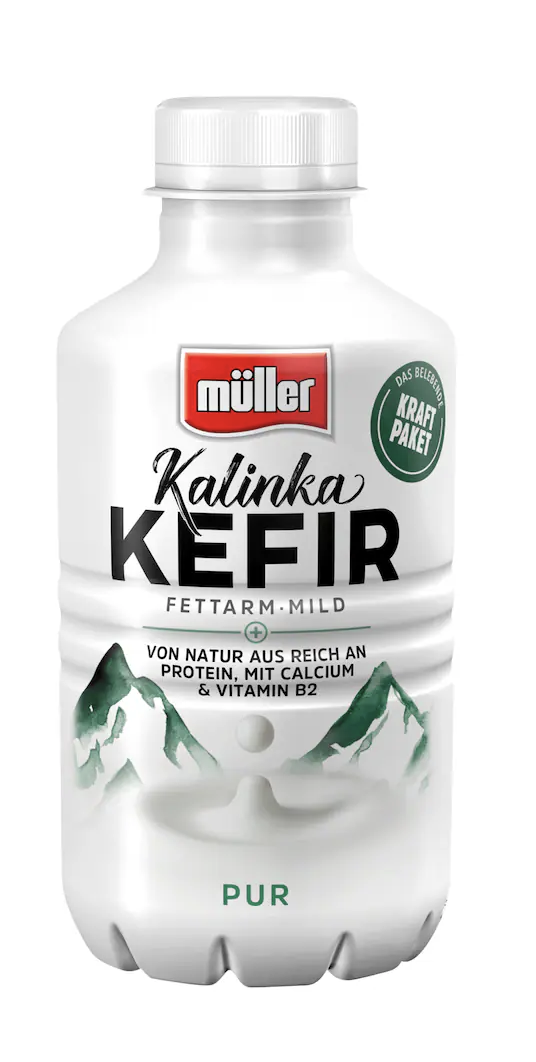 müller
DAS BELEBENDE
KRAFT
PAKET
Kalinka
KEFIR
FETTARM·MILD
VON NATUR AUS REICH AN
PROTEIN, MIT CALCIUM
& VITAMIN B2
PUR